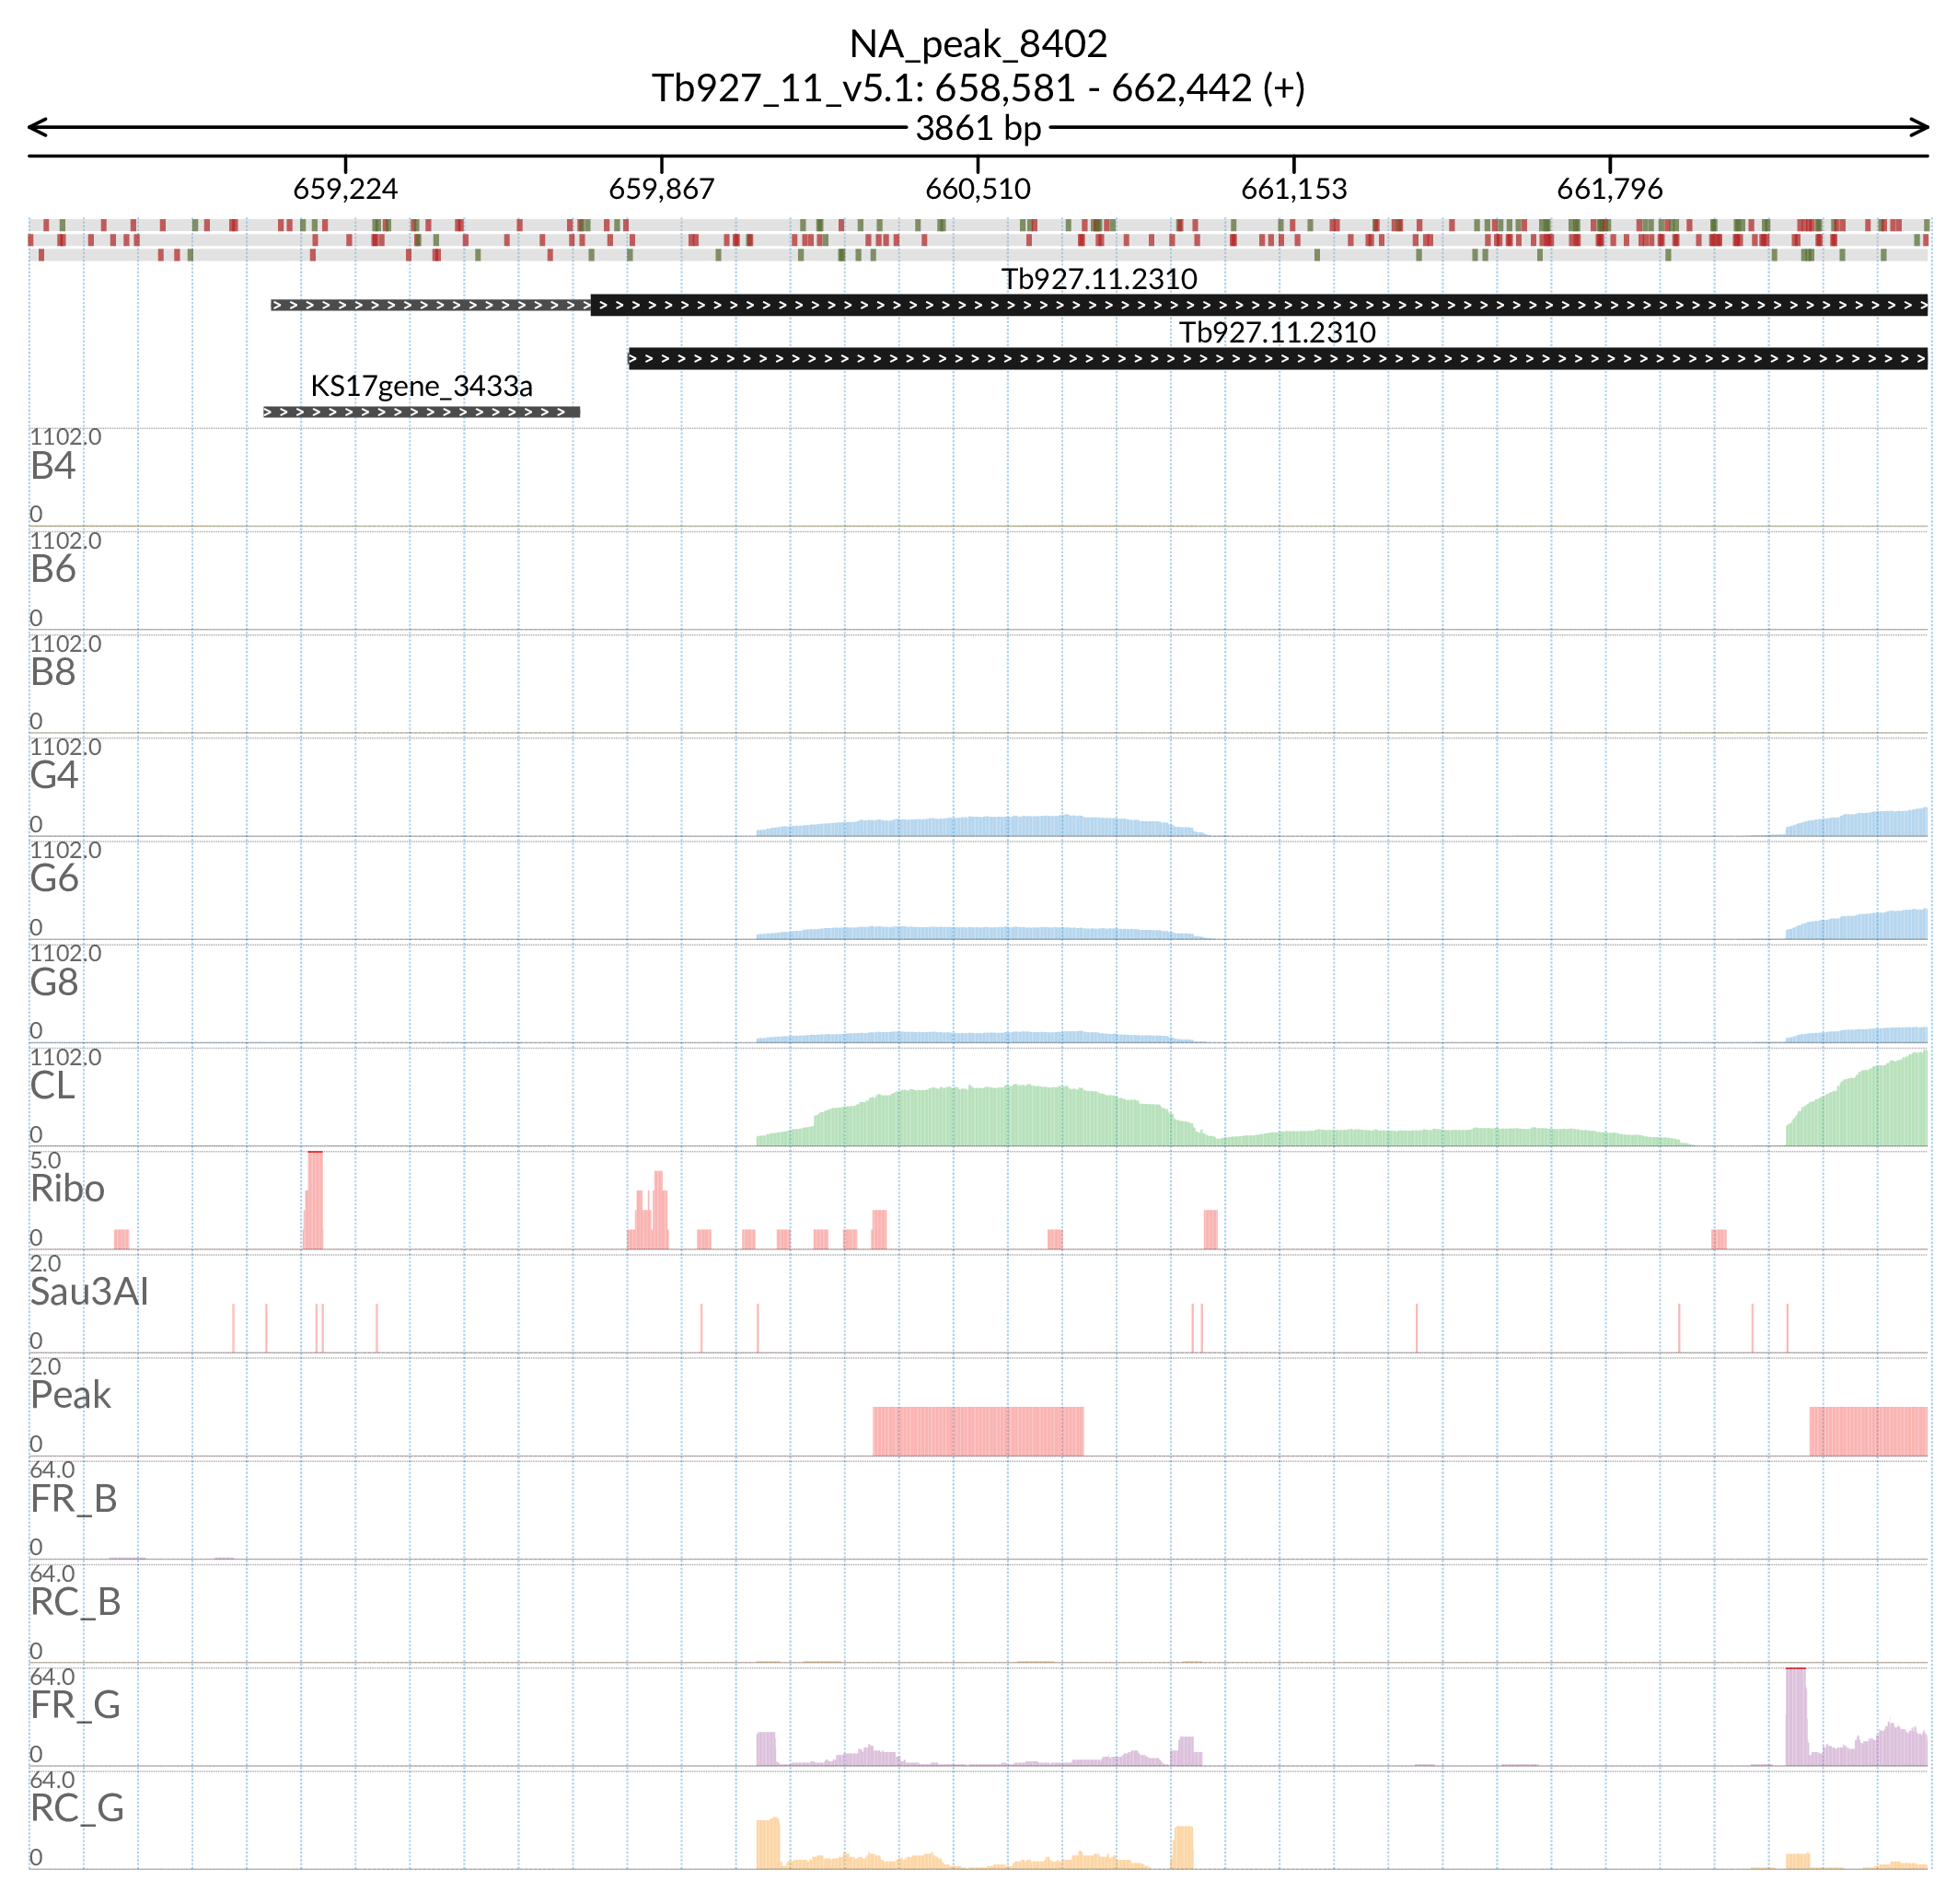 NA_peak_8402
Tb927_11_v5.1: 658,581 - 662,442 (+)
3861 bp
659,224 659,867 660,510 661,153 661,796
Tb927.11.2310
Tb927.11.2310
KS17gene_3433a
1102.0
B4
0
1102.0
B6
0
1102.0
B8
0
1102.0
G4
0
1102.0
G6
0
1102.0
G8
0
1102.0
CL
0
5.0
Ribo
0
2.0
Sau3AI
0
2.0
Peak
0
64.0
FR_B
0
64.0
RC_B
0
64.0
FR_G
0
64.0
RC_G
0